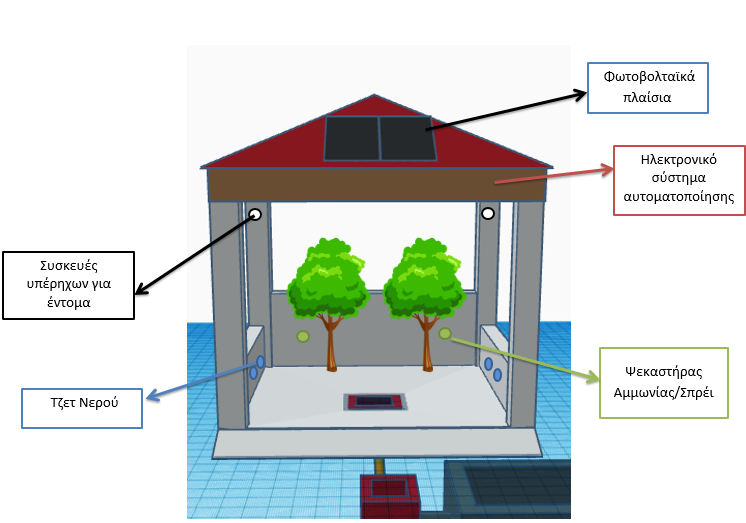 Φωτοβολταϊκά
πλαίσια
Ηλεκτρονικό
σύστημα
αυτοματοποίησης
Συσκευές
υπέρηχων για
έντομα
Τζετ Νερού
Ψεκαστήρας
Αμμωνίας/Σπρέι